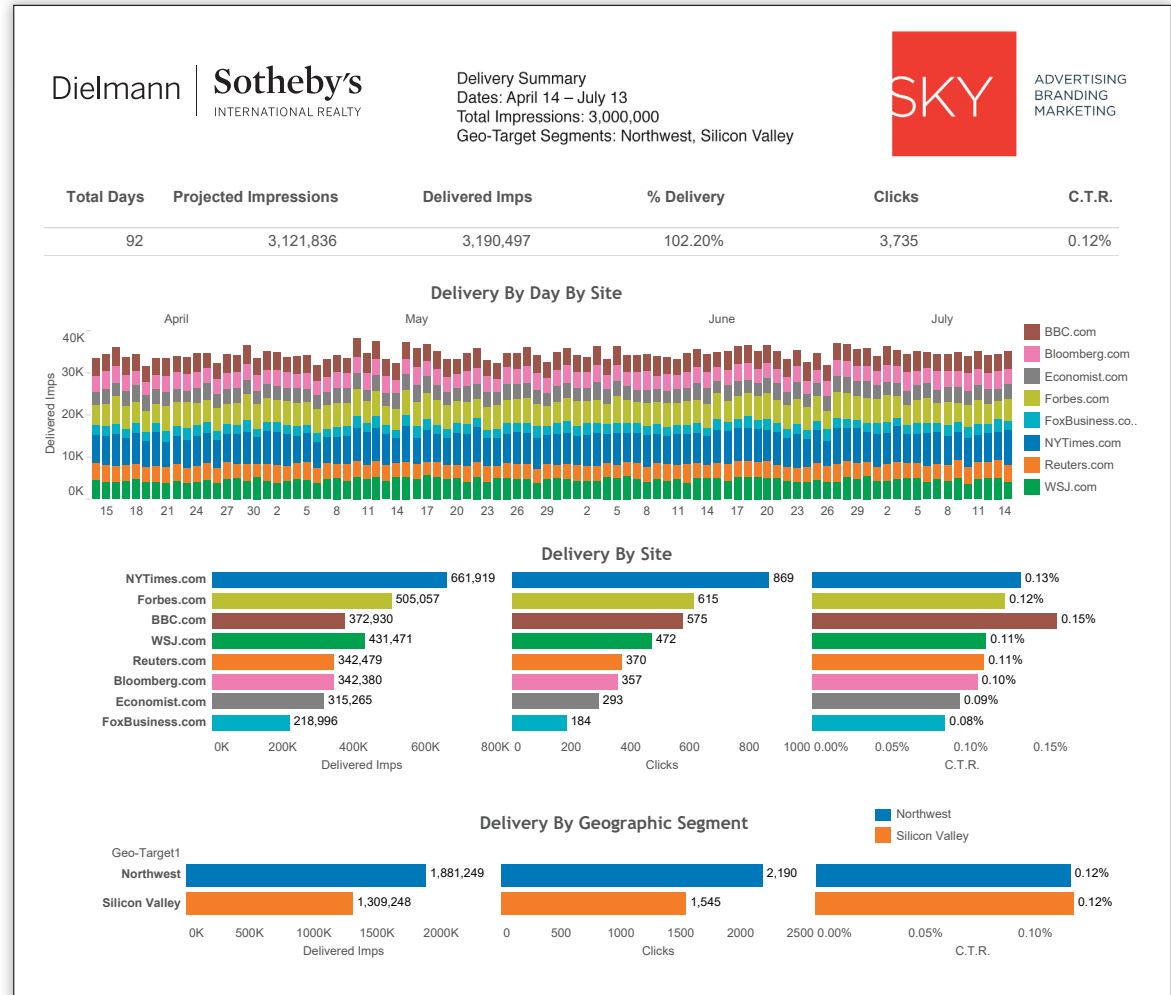 Dielmann
Sotheby's
INTERNATIONAL REALTY
Delivery Summary
Dates: April 14 – July 13
Total Impressions: 3,000,000
Geo-Target Segments: Northwest, Silicon Valley
SKY
ADVERTISING
BRANDING
MARKETING
Total Days Projected Impressions Delivered Imps % Delivery Clicks C.T.R.
92 3,121,836 3,190,497 102.20% 3,735 0.12%
Delivery By Day By Site
April May June July
40K
30K
20K
10K
0K
Delivered Imps
15 18 21 24 27 30 2 5 8 11 14 17 20 23 26 29 2 5 8 11 14 17 20 23 26 29 2 5 8 11 14
BBC.com
Bloomberg.com
Economist.com
Forbes.com
FoxBusiness.co..
NYTimes.com
Reuters.com
WSJ.com
Delivery By Site
NYTimes.com 661,919 869 0.13%
Forbes.com 505,057 615 0.12%
BBC.com 372,930 575 0.15%
WSJ.com 431,471 472 0.11%
Reuters.com 342,479 370 0.11%
Bloomberg.com 342,380 357 0.10%
Economist.com 315,265 293 0.09%
FoxBusiness.com 218,996 184 0.08%
0K 200K 400K 600K 800K 0 200 400 600 800 1000 0.00% 0.05% 0.10% 0.15%
Delivered Imps Clicks C.T.R.
Delivery By Geographic Segment
Northwest
Silicon Valley
Geo-Target1
Northwest 1,881,249 2,190 0.12%
Silicon Valley 1,309,248 1,545 0.12%
0K 500K 1000K 1500K 2000K 0 500 1000 1500 2000 2500 0.00% 0.05% 0.10%
Delivered Imps Clicks C.T.R.